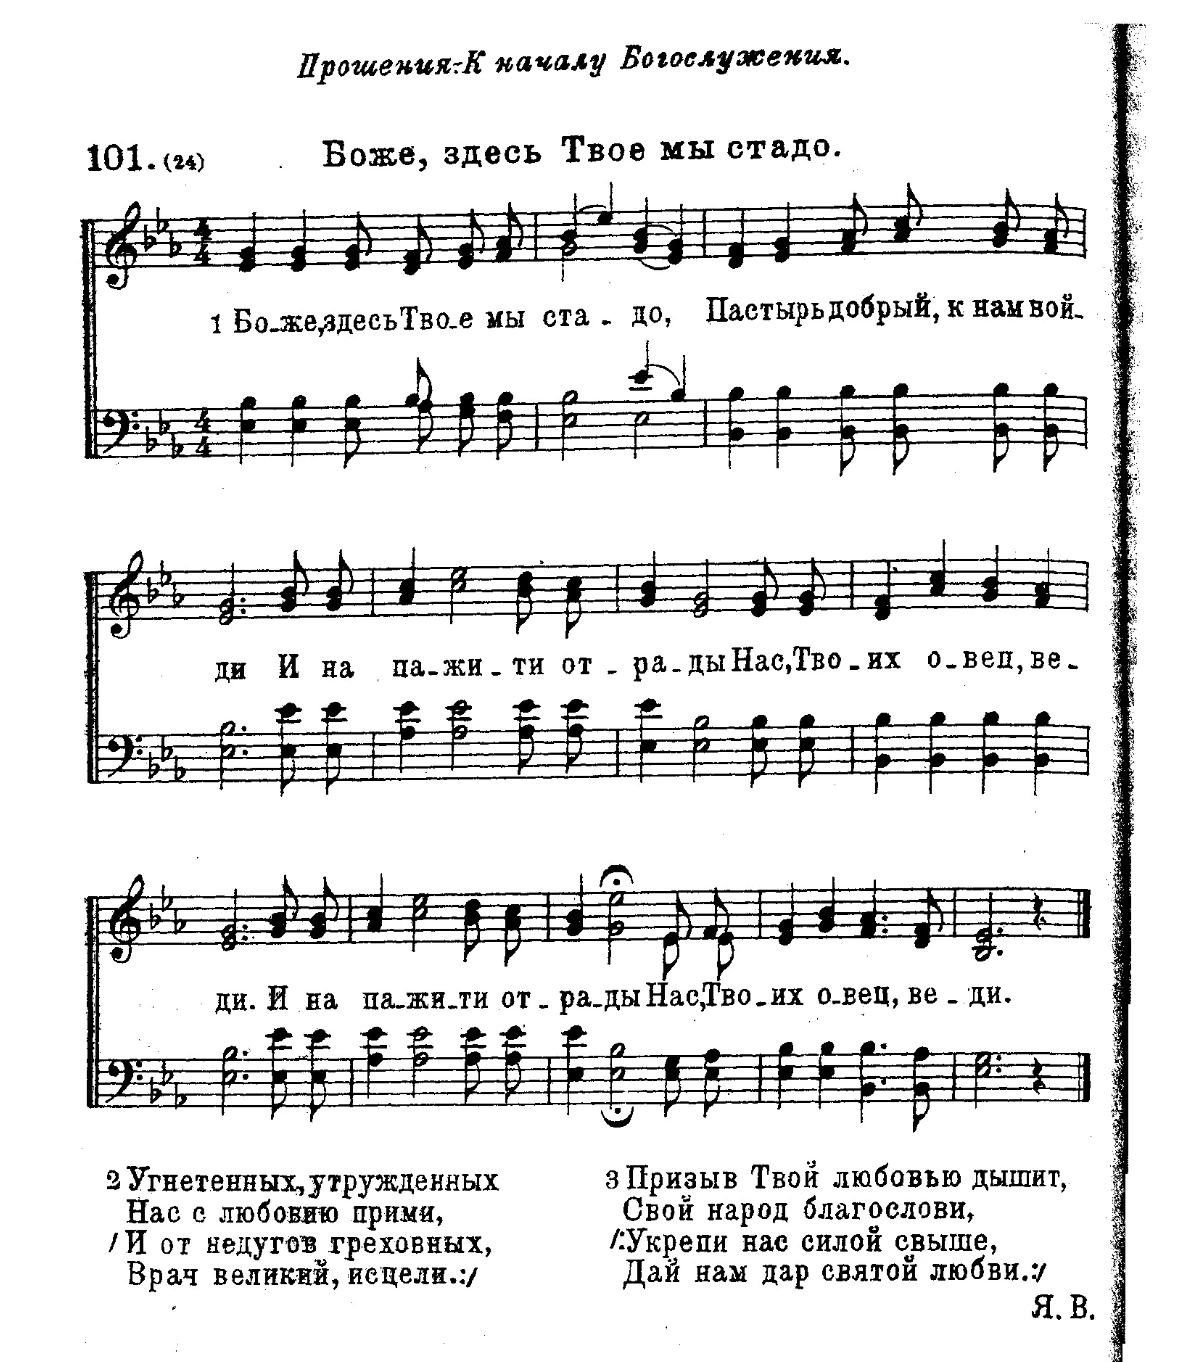 Прошения:-К началу Богослужения.
101. (24) Боже, здесь Твое мы стадо.
1 Бо-же,здесь Тво-е мы ста - до, Пастырь добрый, к нам вой-
ди И на па-жи-ти от - ра-ды Нас,Тво-их о-вец, ве-
ди. И на па-жи-ти от - ра-ды Нас,Тво-их о-вец, ве - ди.
2 Угнетенных, утружденных
Нас с любовию прими,
/И от недугов греховных,
Врач великий, исцели.:/
3 Призыв Твой любовью дышит,
Свой народ благослови,
/:Укрепи нас силой свыше,
Дай нам дар святой любви.:/
Я. В.